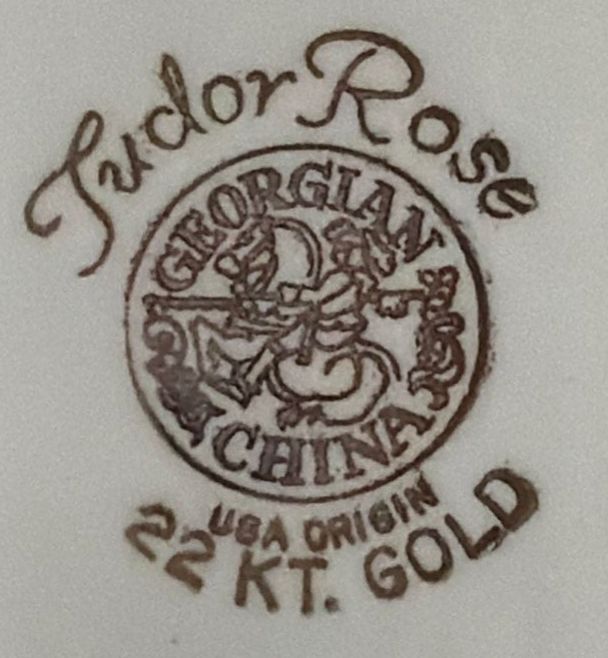 Tudor Rose
GEORGIAN
CHINA
USA ORIGIN
22 KT. GOLD